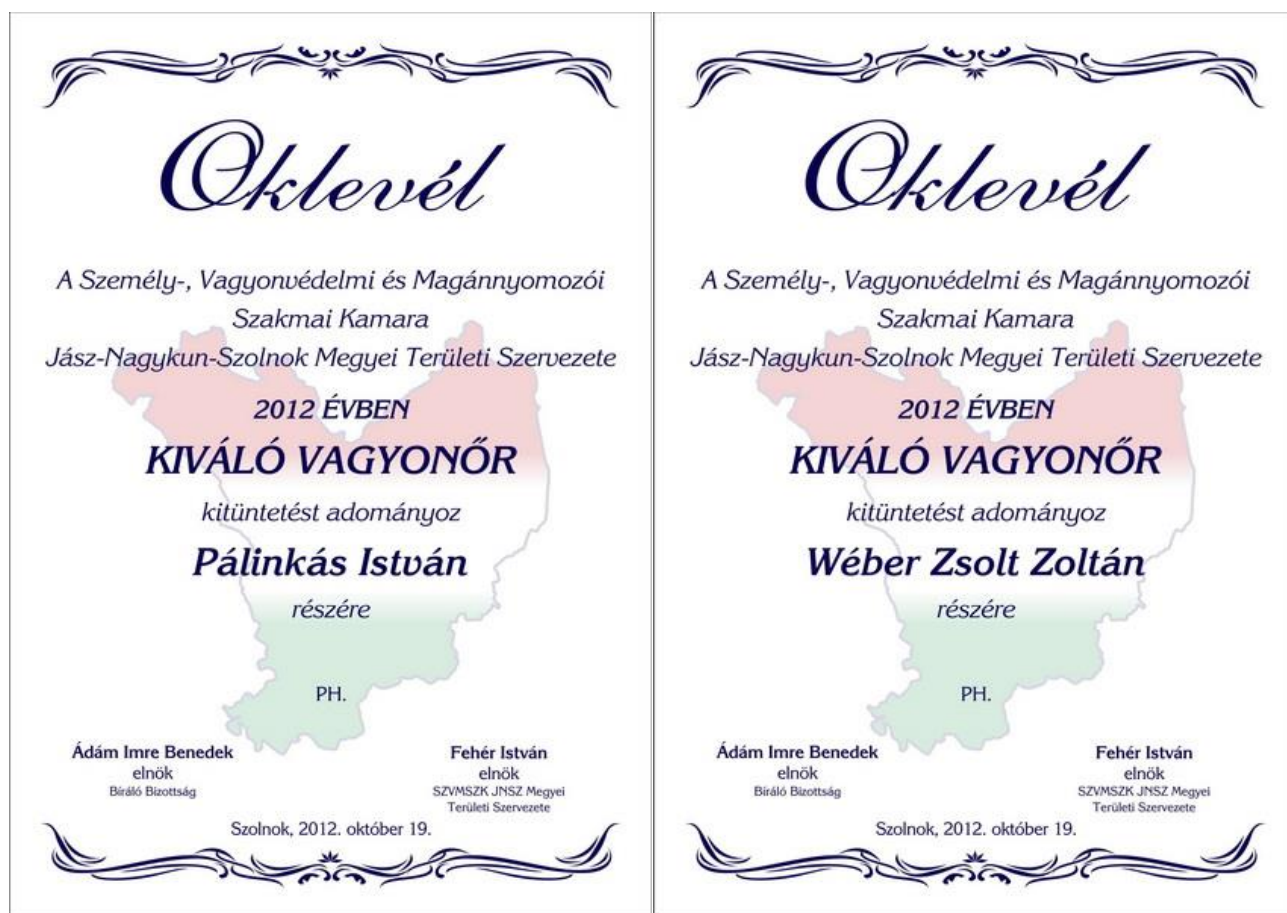 Oklevél
A Személy-, Vagyonvédelmi és Magánnyomozói
Szakmai Kamara
Jász-Nagykun-Szolnok Megyei Területi Szervezete
2012 ÉVBEN
KIVÁLÓ VAGYONŐR
kitüntetést adományoz
Pálinkás István
részére
PH.
Ádám Imre Benedek
elnök
Bíráló Bizottság
Fehér István
elnök
SZVMSZK JNSZ Megyei
Területi Szervezete
Szolnok, 2012. október 19.
Oklevél
A Személy-, Vagyonvédelmi és Magánnyomozói
Szakmai Kamara
Jász-Nagykun-Szolnok Megyei Területi Szervezete
2012 ÉVBEN
KIVÁLÓ VAGYONŐR
kitüntetést adományoz
Wéber Zsolt Zoltán
részére
PH.
Ádám Imre Benedek
elnök
Bíráló Bizottság
Fehér István
elnök
SZVMSZK JNSZ Megyei
Területi Szervezete
Szolnok, 2012. október 19.